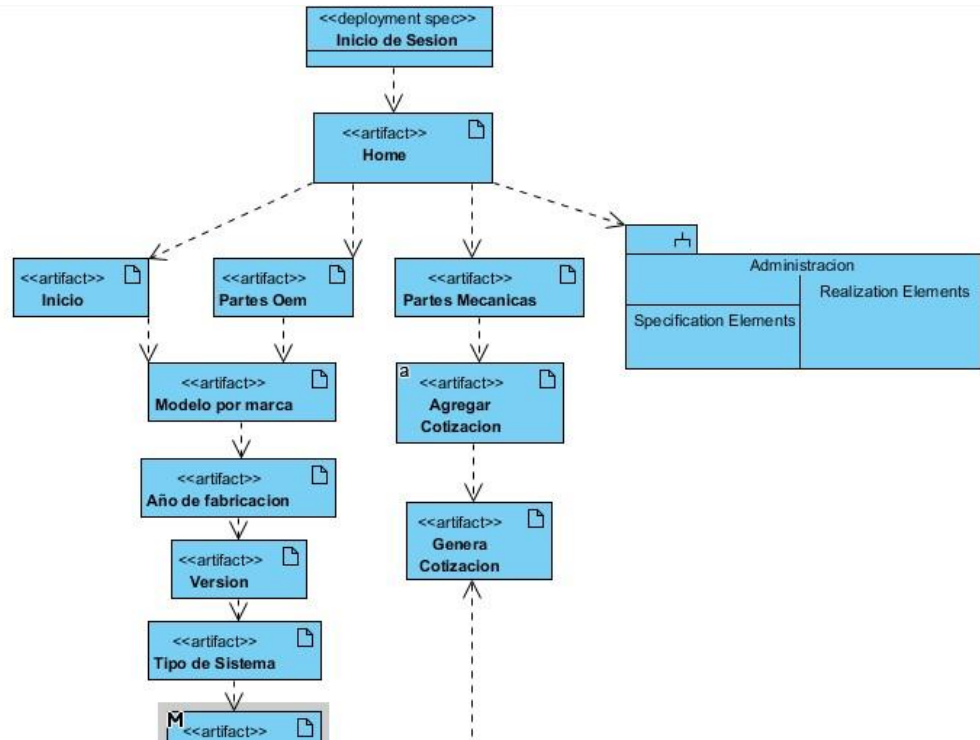 <<deployment spec>>
Inicio de Sesion
<<artifact>>
Home
<<artifact>>
Inicio
<<artifact>>
Partes Oem
<<artifact>>
Partes Mecanicas
Administracion
Specification Elements
Realization Elements
<<artifact>>
Modelo por marca
a
<<artifact>>
Agregar
Cotizacion
<<artifact>>
Año de fabricacion
<<artifact>>
Genera
Cotizacion
<<artifact>>
Version
<<artifact>>
Tipo de Sistema
M
<<artifact>>